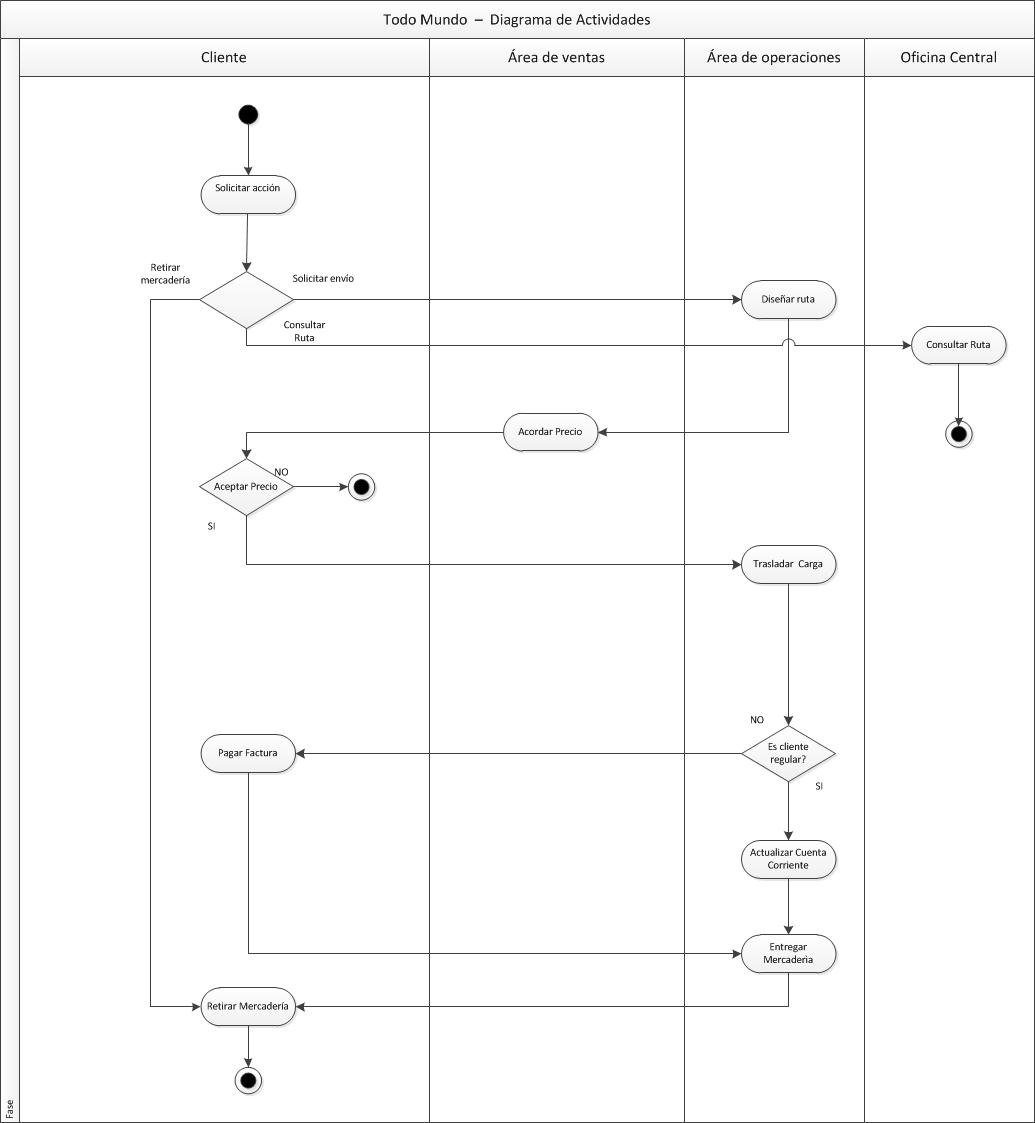 Todo Mundo – Diagrama de Actividades
Cliente
Área de ventas
Área de operaciones
Oficina Central
Solicitar acción
Retirar
mercadería
Solicitar envío
Diseñar ruta
Consultar
Ruta
Consultar Ruta
Acordar Precio
NO
Aceptar Precio
SI
Trasladar Carga
NO
Es cliente
regular?
Pagar Factura
SI
Actualizar Cuenta
Corriente
Entregar
Mercaderia
Retirar Mercadería
Fase